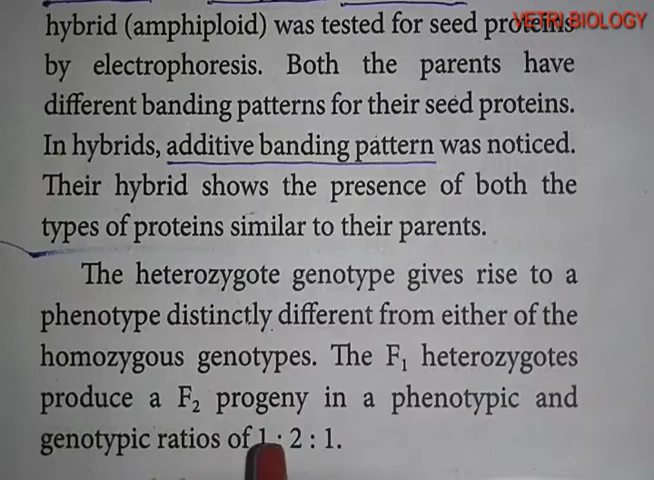 VETRI BIOLOGY
hybrid (amphiploid) was tested for seed proteins
by electrophoresis. Both the parents have
different banding patterns for their seed proteins.
In hybrids, additive banding pattern was noticed.
Their hybrid shows the presence of both the
types of proteins similar to their parents.
The heterozygote genotype gives rise to a
phenotype distinctly different from either of the
homozygous genotypes. The F₁ heterozygotes
produce a F₂ progeny in a phenotypic and
genotypic ratios of 1 : 2 : 1.